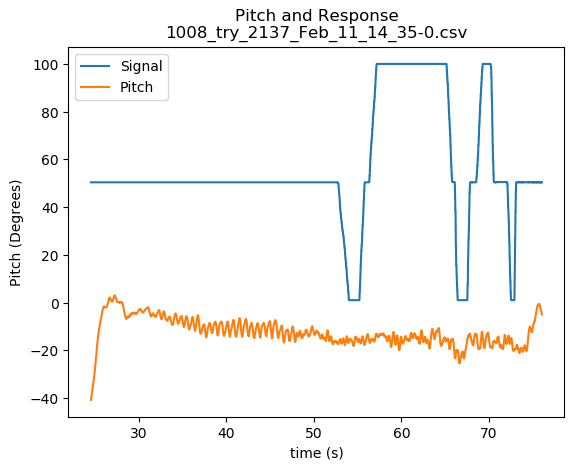 Pitch and Response
1008_try_2137_Feb_11_14_35-0.csv
Signal
Pitch
Pitch (Degrees)
100
80
60
40
20
0
−20
−40
30
40
50
60
70
time (s)